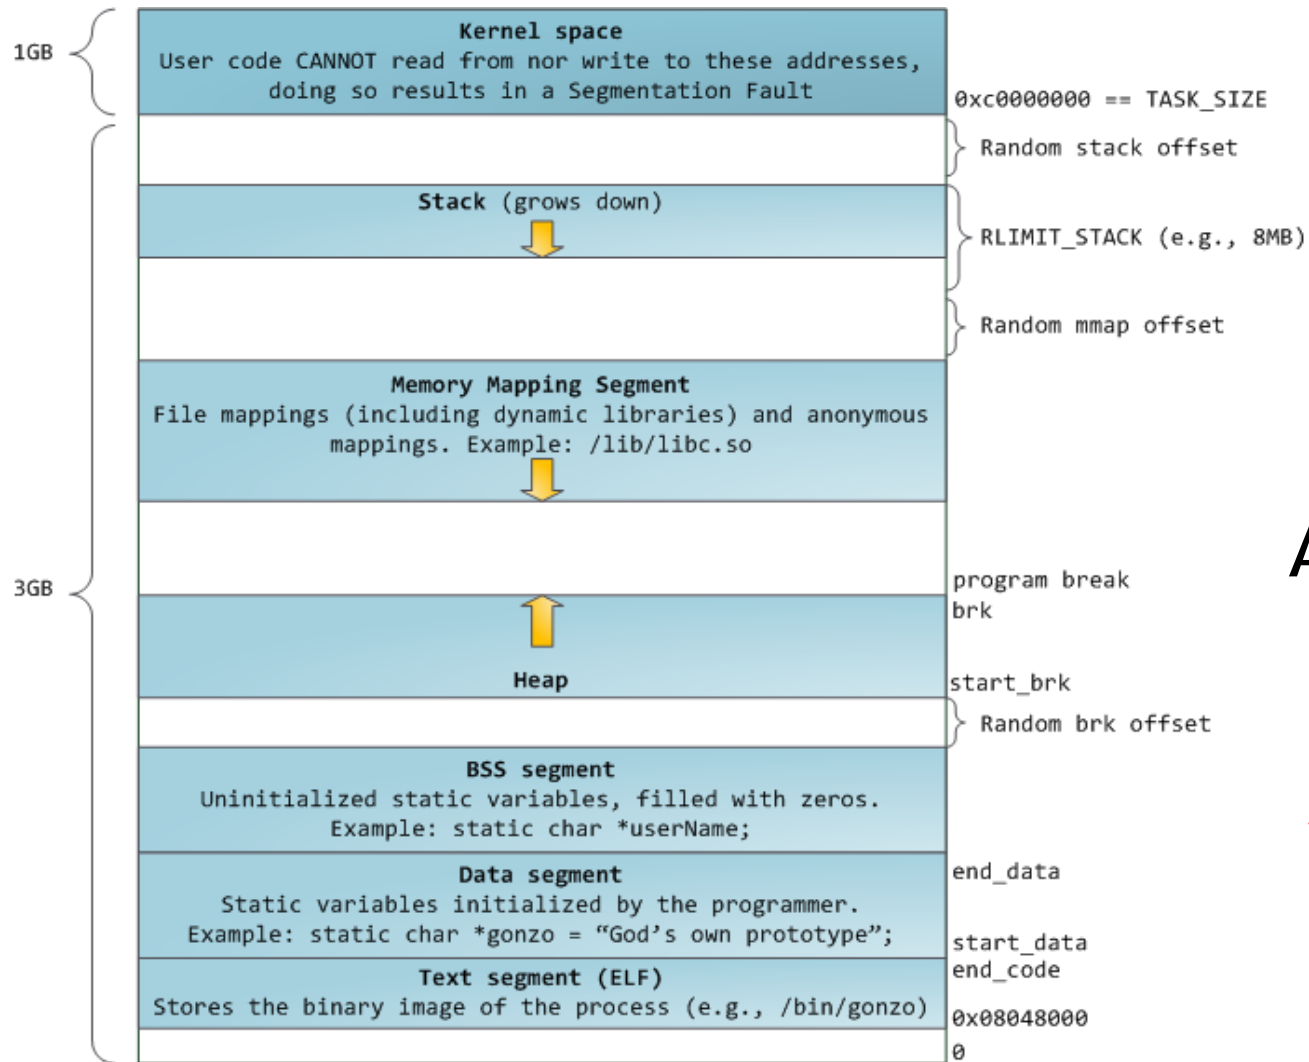 1GB
Kernel space
User code CANNOT read from nor write to these addresses,
doing so results in a Segmentation Fault
0xc0000000 == TASK_SIZE
Random stack offset
Stack (grows down)
RLIMIT_STACK (e.g., 8MB)
Random mmap offset
Memory Mapping Segment
File mappings (including dynamic libraries) and anonymous
mappings. Example: /lib/libc.so
3GB
program break
brk
Heap
start_brk
Random brk offset
BSS segment
Uninitialized static variables, filled with zeros.
Example: static char *userName;
Data segment
Static variables initialized by the programmer.
Example: static char *gonzo = “God’s own prototype”;
end_data
start_data
Text segment (ELF)
Stores the binary image of the process (e.g., /bin/gonzo)
end_code
0x08048000
0